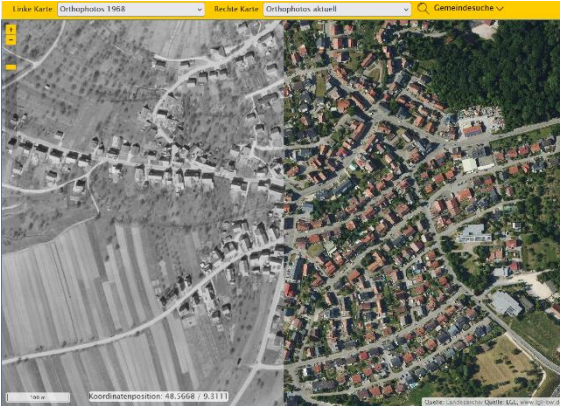 Linke Karte Orthophotos 1968 Rechte Karte Orthophotos aktuell Gemeindesuche
+
−
100 m
Koordinatenposition: 48.5668 / 9.3111
Quelle: Landesarchiv Quelle: LGL, www.lgl-bw.d